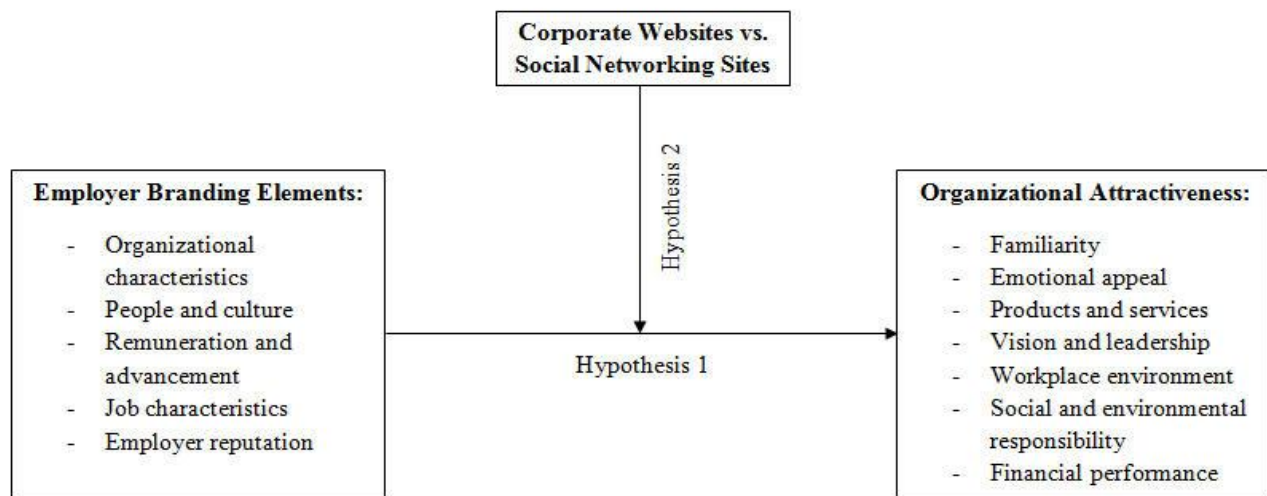 Corporate Websites vs.
Social Networking Sites
Hypothesis 2
Employer Branding Elements:
- Organizational
characteristics
- People and culture
- Remuneration and
advancement
- Job characteristics
- Employer reputation
Hypothesis 1
Organizational Attractiveness:
- Familiarity
- Emotional appeal
- Products and services
- Vision and leadership
- Workplace environment
- Social and environmental
responsibility
- Financial performance